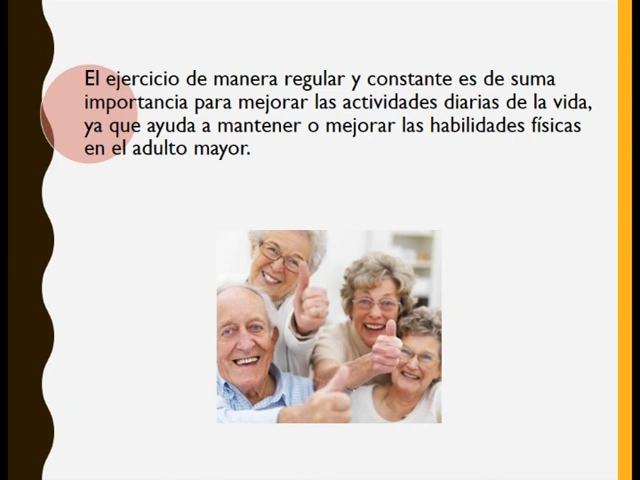 El ejercicio de manera regular y constante es de suma
importancia para mejorar las actividades diarias de la vida,
ya que ayuda a mantener o mejorar las habilidades físicas
en el adulto mayor.